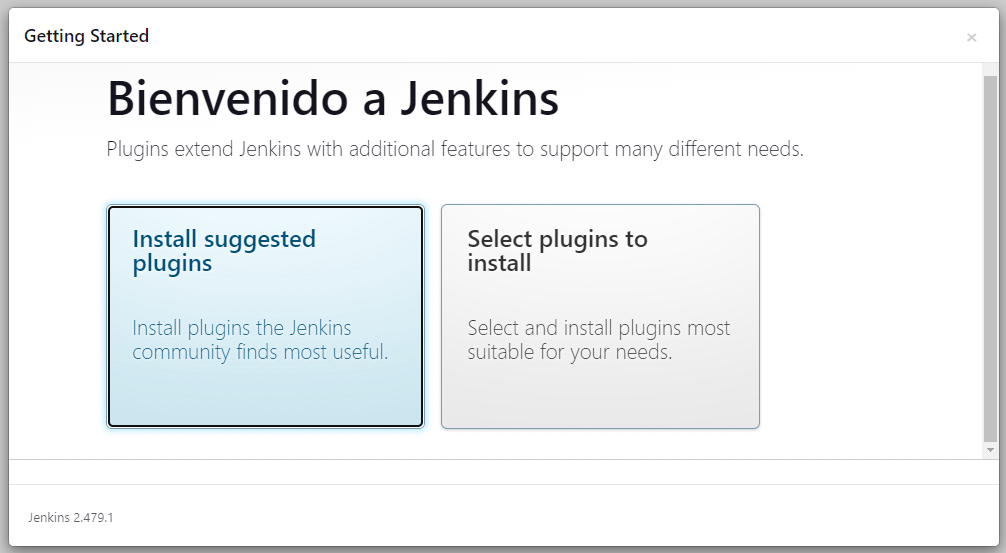 Getting Started
×
Bienvenido a Jenkins
Plugins extend Jenkins with additional features to support many different needs.
Install suggested
plugins
Install plugins the Jenkins
community finds most useful.
Select plugins to
install
Select and install plugins most
suitable for your needs.
Jenkins 2.479.1